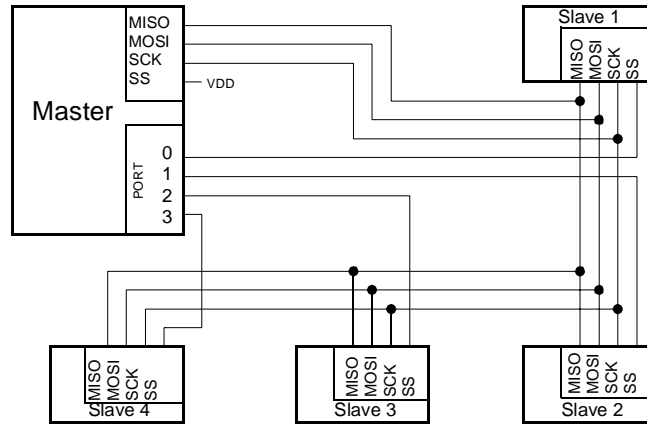 MISO
MOSI
SCK
SS
VDD
Master
PORT
0
1
2
3
Slave 1
MISO
MOSI
SCK
SS
MISO
MOSI
SCK
SS
Slave 4
MISO
MOSI
SCK
SS
Slave 3
MISO
MOSI
SCK
SS
Slave 2